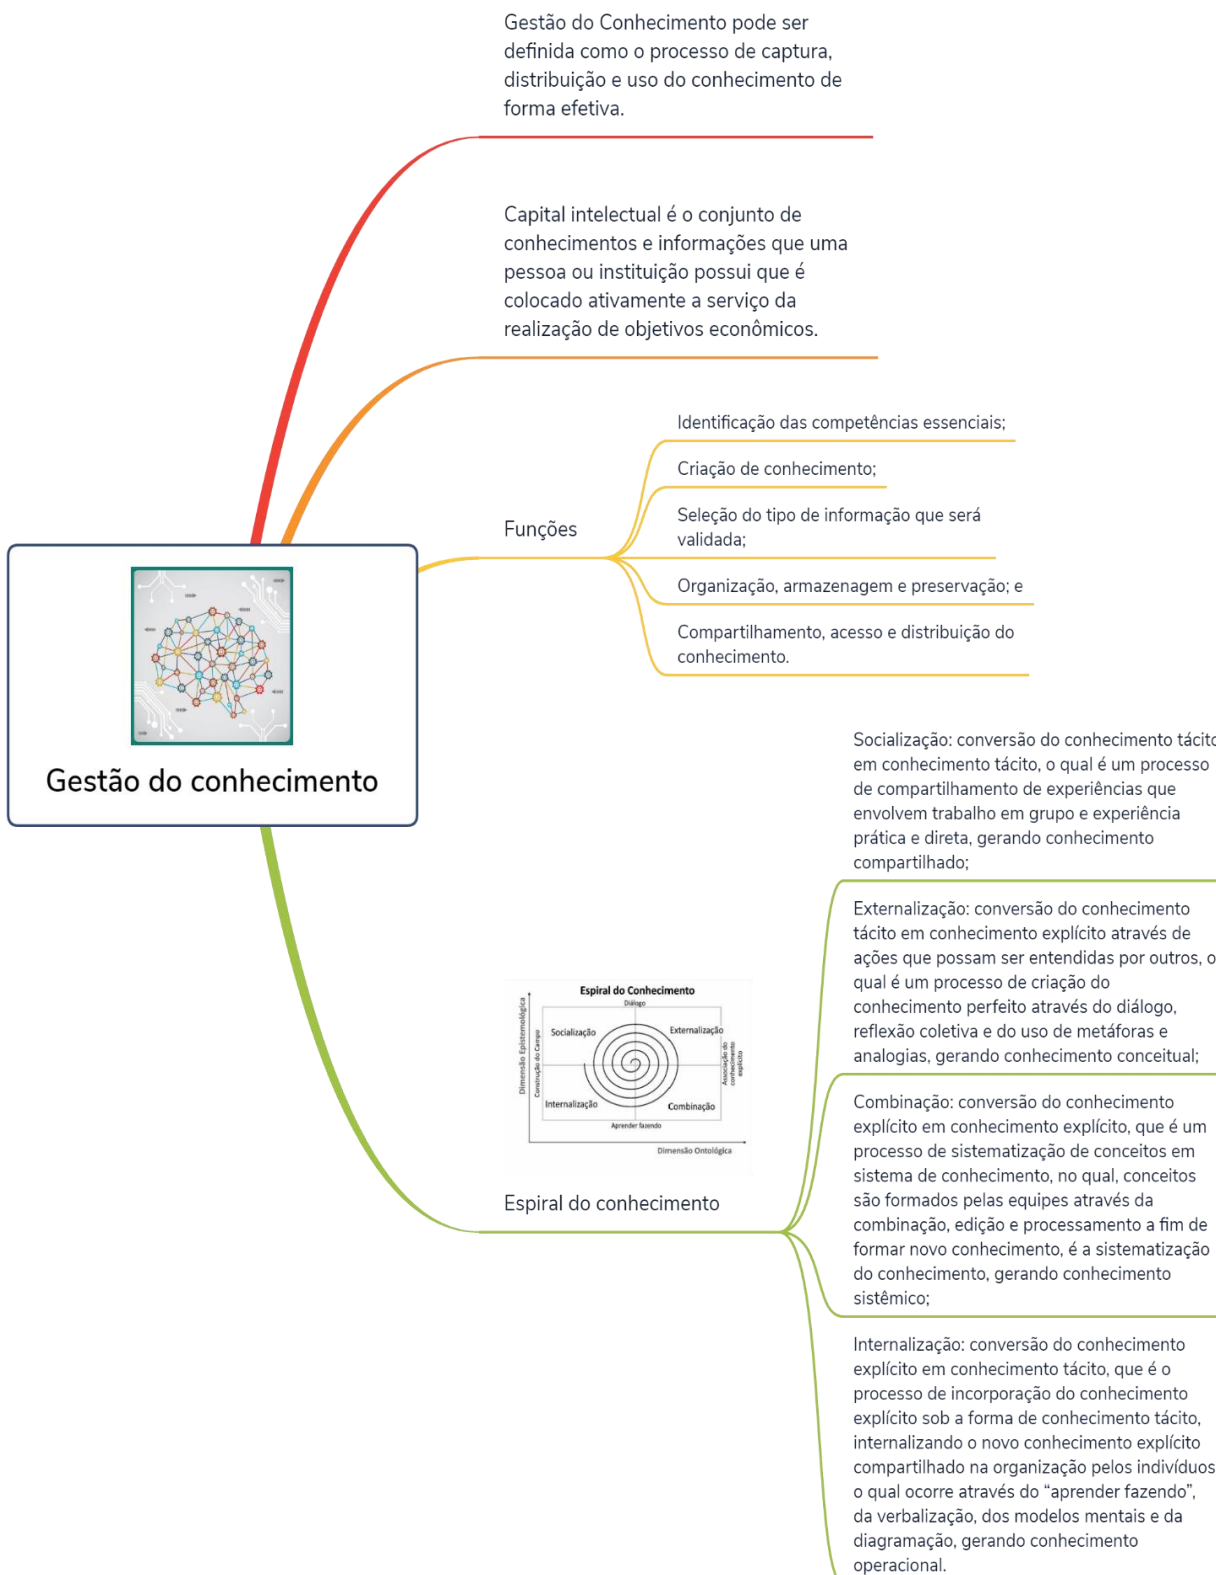 Gestão do Conhecimento pode ser
definida como o processo de captura,
distribuição e uso do conhecimento de
forma efetiva.
Capital intelectual é o conjunto de
conhecimentos e informações que uma
pessoa ou instituição possui que é
colocado ativamente a serviço da
realização de objetivos econômicos.
Funções
Identificação das competências essenciais;
Criação de conhecimento;
Seleção do tipo de informação que será
validada;
Organização, armazenagem e preservação; e
Compartilhamento, acesso e distribuição do
conhecimento.
Gestão do conhecimento
Espiral do Conhecimento
Diálogo
Dimensão Epistemológica
Construção do Campo
Socialização
Externalização
Associação do
conhecimento
explícito
Internalização
Combinação
Aprender fazendo
Dimensão Ontológica
Espiral do conhecimento
Socialização: conversão do conhecimento tácito
em conhecimento tácito, o qual é um processo
de compartilhamento de experiências que
envolvem trabalho em grupo e experiência
prática e direta, gerando conhecimento
compartilhado;
Externalização: conversão do conhecimento
tácito em conhecimento explícito através de
ações que possam ser entendidas por outros, o
qual é um processo de criação do
conhecimento perfeito através do diálogo,
reflexão coletiva e do uso de metáforas e
analogias, gerando conhecimento conceitual;
Combinação: conversão do conhecimento
explícito em conhecimento explícito, que é um
processo de sistematização de conceitos em
sistema de conhecimento, no qual, conceitos
são formados pelas equipes através da
combinação, edição e processamento a fim de
formar novo conhecimento, é a sistematização
do conhecimento, gerando conhecimento
sistêmico;
Internalização: conversão do conhecimento
explícito em conhecimento tácito, que é o
processo de incorporação do conhecimento
explícito sob a forma de conhecimento tácito,
internalizando o novo conhecimento explícito
compartilhado na organização pelos indivíduos
o qual ocorre através do “aprender fazendo”,
da verbalização, dos modelos mentais e da
diagramação, gerando conhecimento
operacional.